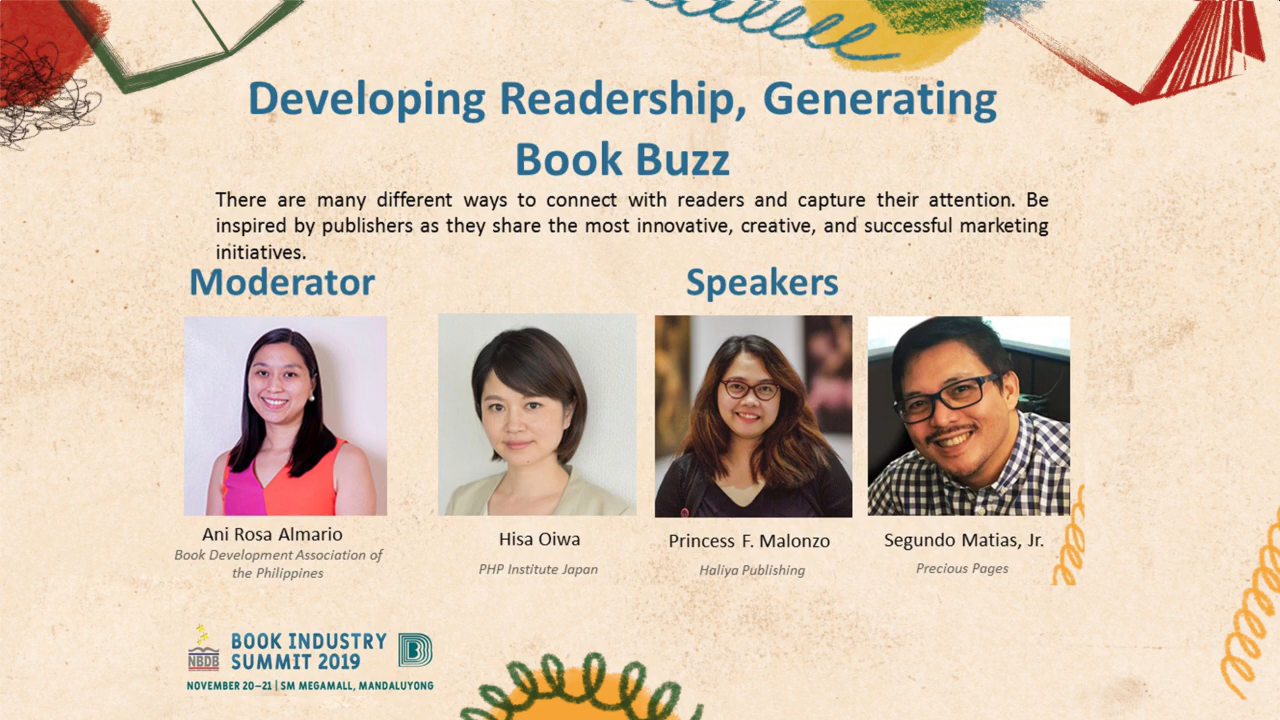 Developing Readership, Generating
Book Buzz
There are many different ways to connect with readers and capture their attention. Be
inspired by publishers as they share the most innovative, creative, and successful marketing
initiatives.
Moderator
Speakers
Ani Rosa Almario
Book Development Association of
the Philippines
Hisa Oiwa
PHP Institute Japan
Princess F. Malonzo
Haliya Publishing
Segundo Matias, Jr.
Precious Pages
NBDB
BOOK INDUSTRY
SUMMIT 2019
B
NOVEMBER 20–21 | SM MEGAMALL, MANDALUYONG